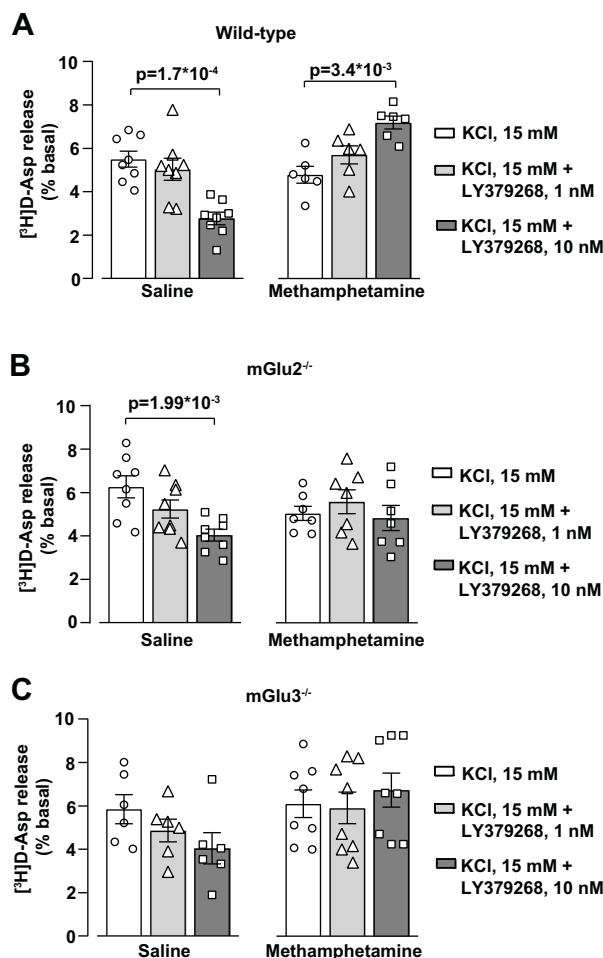 A
Wild-type
p=1.7*10-4
p=3.4*10-3
[³H]D-Asp release
(% basal)
10
8
6
4
2
0
Saline
Methamphetamine
KCl, 15 mM
KCl, 15 mM +
LY379268, 1 nM
KCl, 15 mM +
LY379268, 10 nM
B
mGlu2-/-
p=1.99*10-3
[³H]D-Asp release
(% basal)
10
8
6
4
2
0
Saline
Methamphetamine
KCl, 15 mM
KCl, 15 mM +
LY379268, 1 nM
KCl, 15 mM +
LY379268, 10 nM
C
mGlu3-/-
[³H]D-Asp release
(% basal)
10
8
6
4
2
0
Saline
Methamphetamine
KCl, 15 mM
KCl, 15 mM +
LY379268, 1 nM
KCl, 15 mM +
LY379268, 10 nM